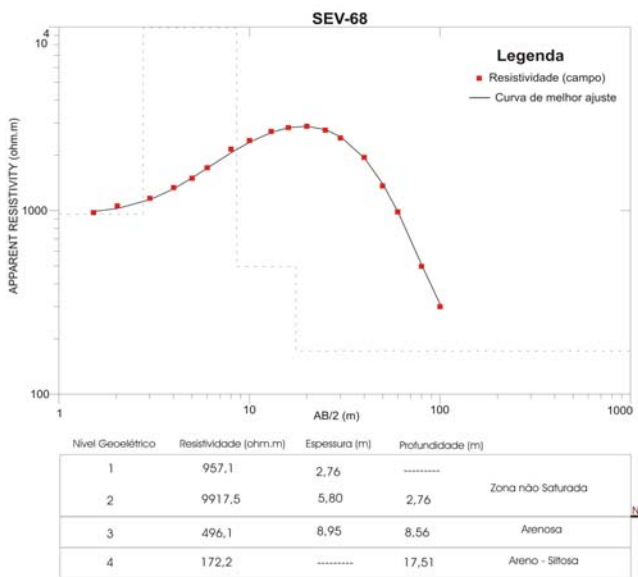 SEV-68
10 4
Legenda
Resistividade (campo)
Curva de melhor ajuste
APPARENT RESISTIVITY (ohm.m)
1000
100
1 10 100 1000
AB/2 (m)
Nível Geoelétrico Resistividade (ohm.m) Espessura (m) Profundidade (m)
1 957,1 2,76 ---------
Zona não Saturada
2 9917,5 5,80 2,76
N
3 496,1 8,95 8,56 Arenosa
4 172,2 --------- 17,51 Areno - Siltosa